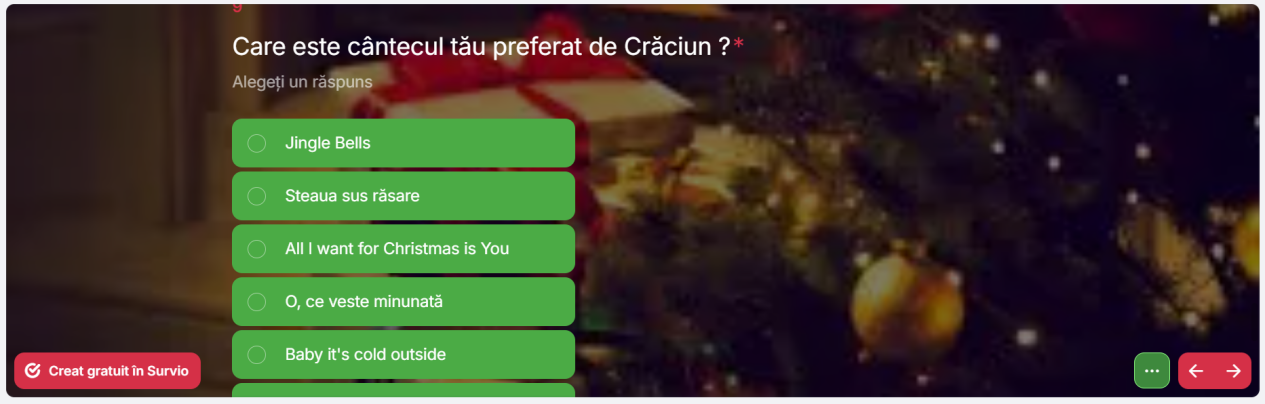 9
Care este cântecul tău preferat de Crăciun ?*
Alegeți un răspuns
Jingle Bells
Steaua sus răsare
All I want for Christmas is You
O, ce veste minunată
Baby it's cold outside
Creat gratuit în Survio